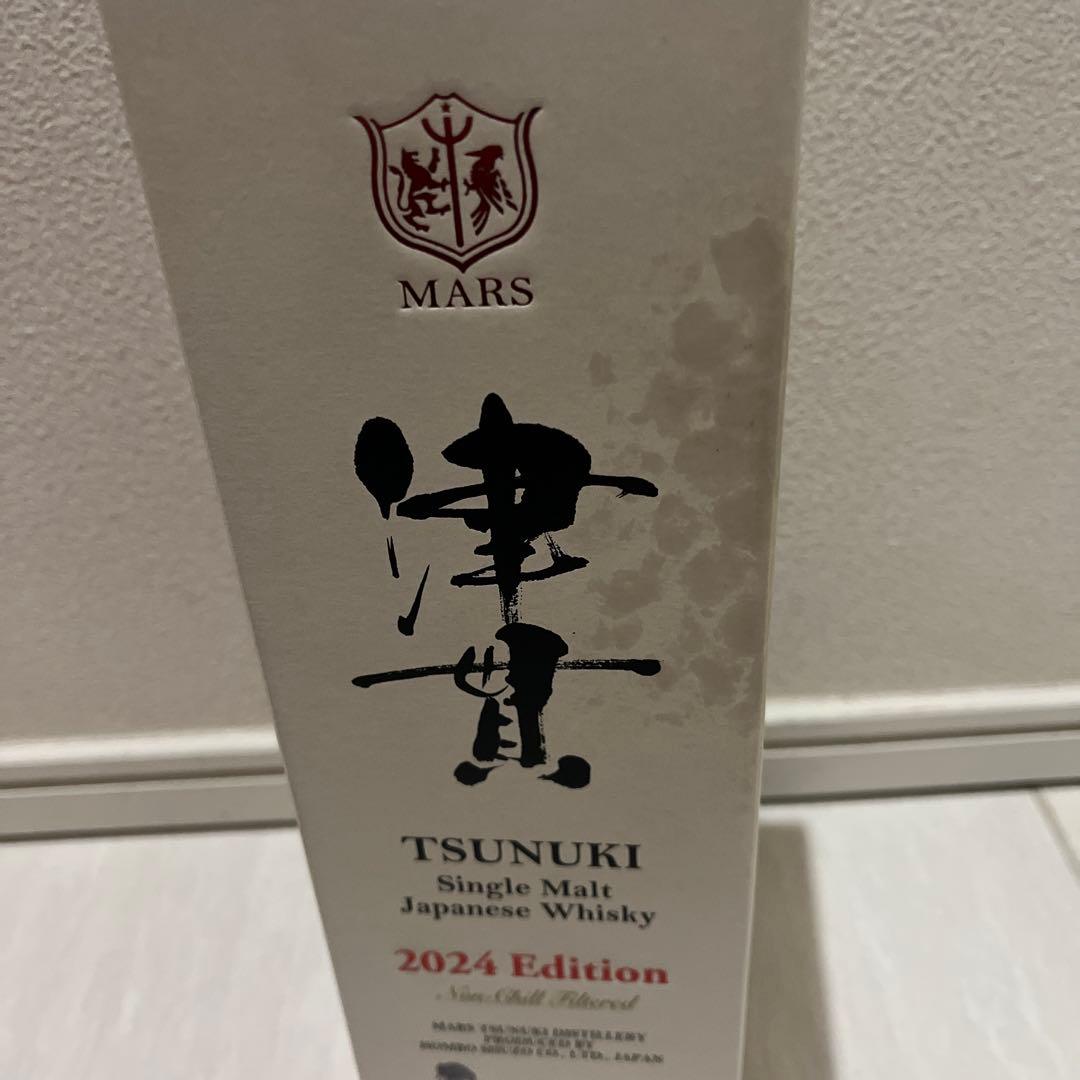 MARS
津貫
TSUNUKI
Single Malt
Japanese Whisky
2024 Edition
Non Chill Filtered
MARS TSUNUKI DISTILLERY
PRODUCED BY
HOMBO SHUZO CO., LTD., JAPAN